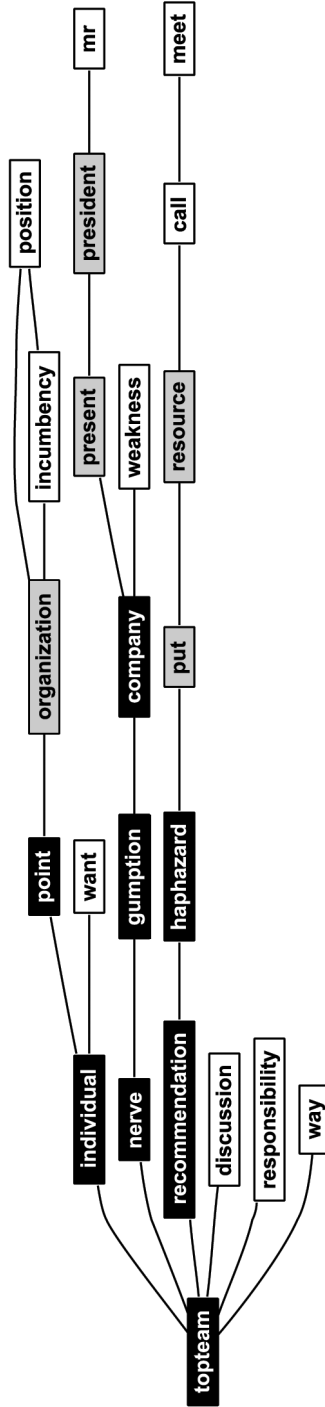 topteam
individual
nerve
recommendation
discussion
responsibility
way
point
want
gumption
haphazard
organization
company
put
incumbency
present
weakness
resource
position
president
call
mr
meet